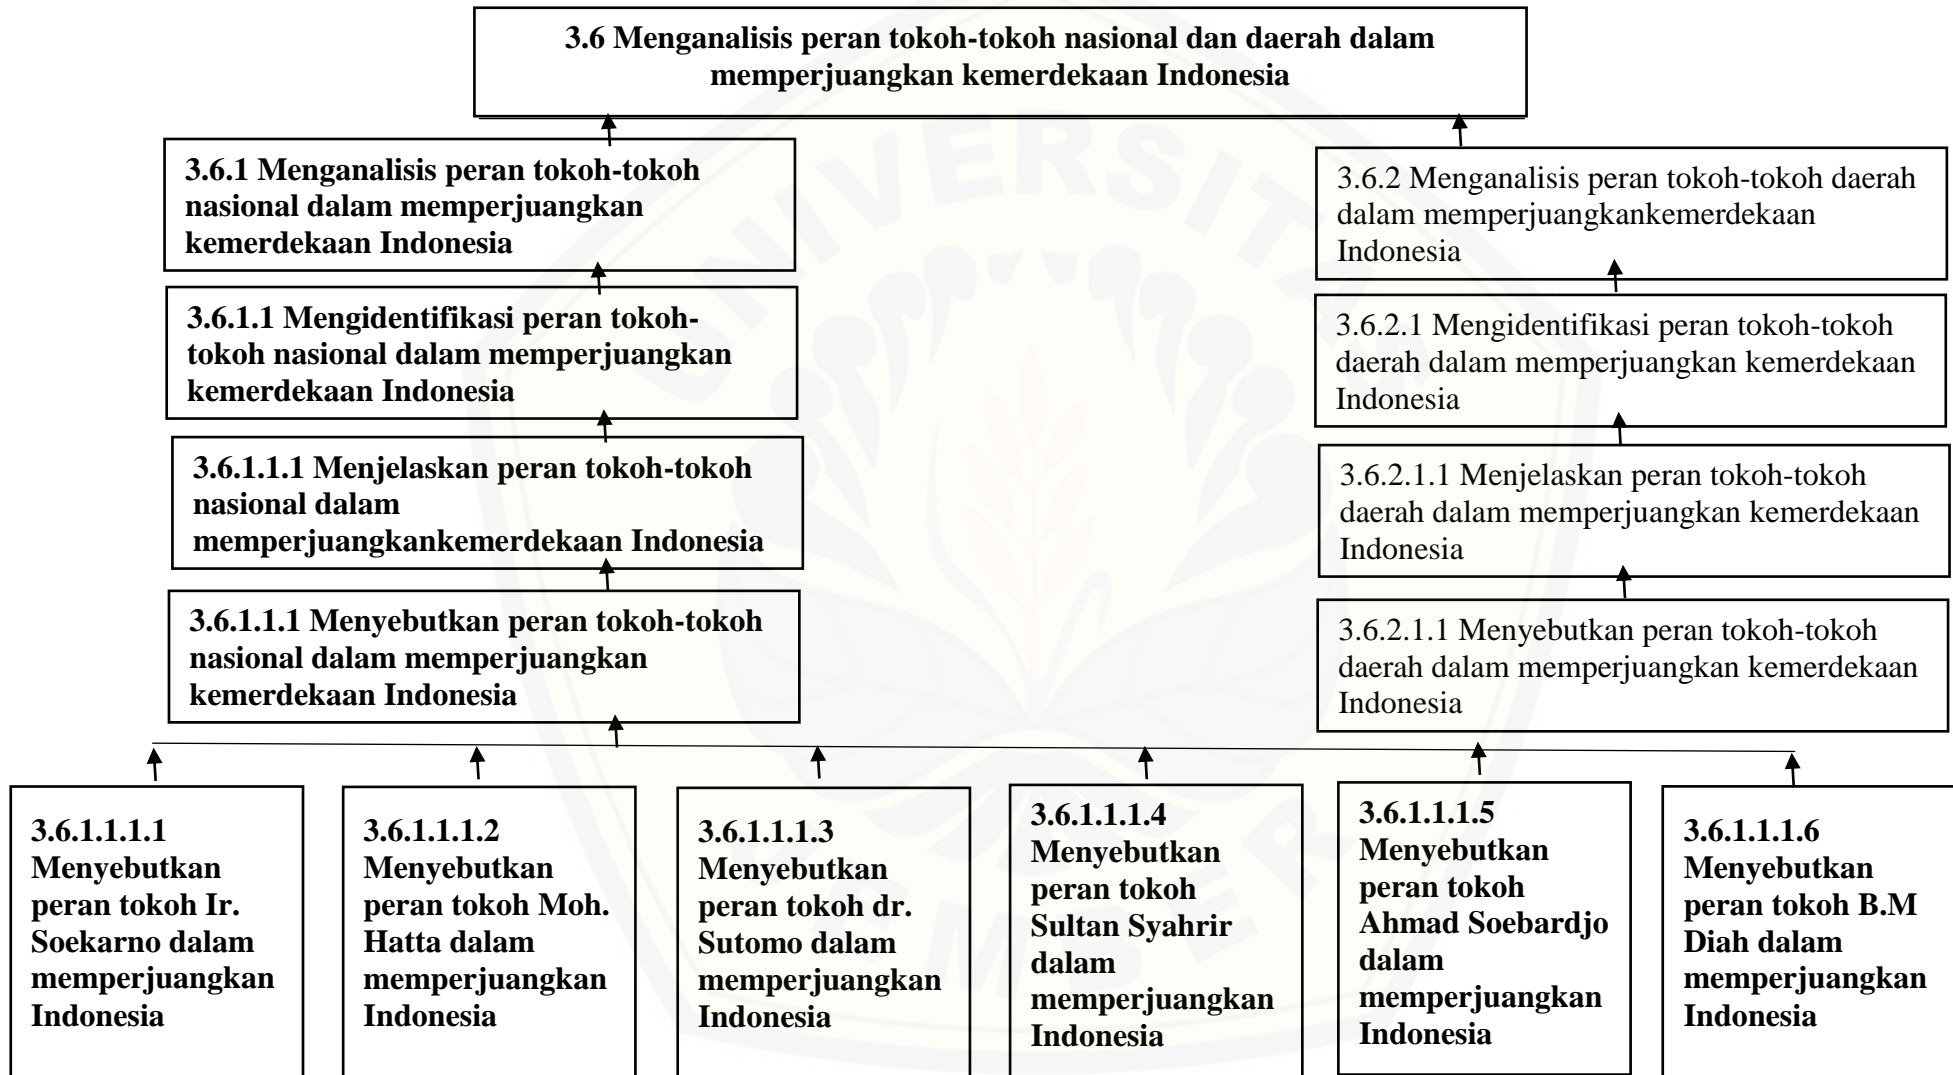 3.6 Menganalisis peran tokoh-tokoh nasional dan daerah dalam
memperjuangkan kemerdekaan Indonesia
3.6.1 Menganalisis peran tokoh-tokoh
nasional dalam memperjuangkan
kemerdekaan Indonesia
3.6.2 Menganalisis peran tokoh-tokoh daerah
dalam memperjuangkankemerdekaan
Indonesia
3.6.1.1 Mengidentifikasi peran tokoh-
tokoh nasional dalam memperjuangkan
kemerdekaan Indonesia
3.6.2.1 Mengidentifikasi peran tokoh-tokoh
daerah dalam memperjuangkan kemerdekaan
Indonesia
3.6.1.1.1 Menjelaskan peran tokoh-tokoh
nasional dalam
memperjuangkankemerdekaan Indonesia
3.6.2.1.1 Menjelaskan peran tokoh-tokoh
daerah dalam memperjuangkan kemerdekaan
Indonesia
3.6.1.1.1 Menyebutkan peran tokoh-tokoh
nasional dalam memperjuangkan
kemerdekaan Indonesia
3.6.2.1.1 Menyebutkan peran tokoh-tokoh
daerah dalam memperjuangkan kemerdekaan
Indonesia
3.6.1.1.1.1
Menyebutkan
peran tokoh Ir.
Soekarno dalam
memperjuangkan
Indonesia
3.6.1.1.1.2
Menyebutkan
peran tokoh Moh.
Hatta dalam
memperjuangkan
Indonesia
3.6.1.1.1.3
Menyebutkan
peran tokoh dr.
Sutomo dalam
memperjuangkan
Indonesia
3.6.1.1.1.4
Menyebutkan
peran tokoh
Sultan Syahrir
dalam
memperjuangkan
Indonesia
3.6.1.1.1.5
Menyebutkan
peran tokoh
Ahmad Soebardjo
dalam
memperjuangkan
Indonesia
3.6.1.1.1.6
Menyebutkan
peran tokoh B.M
Diah dalam
memperjuangkan
Indonesia
UNIVERSITAS
JEMBER